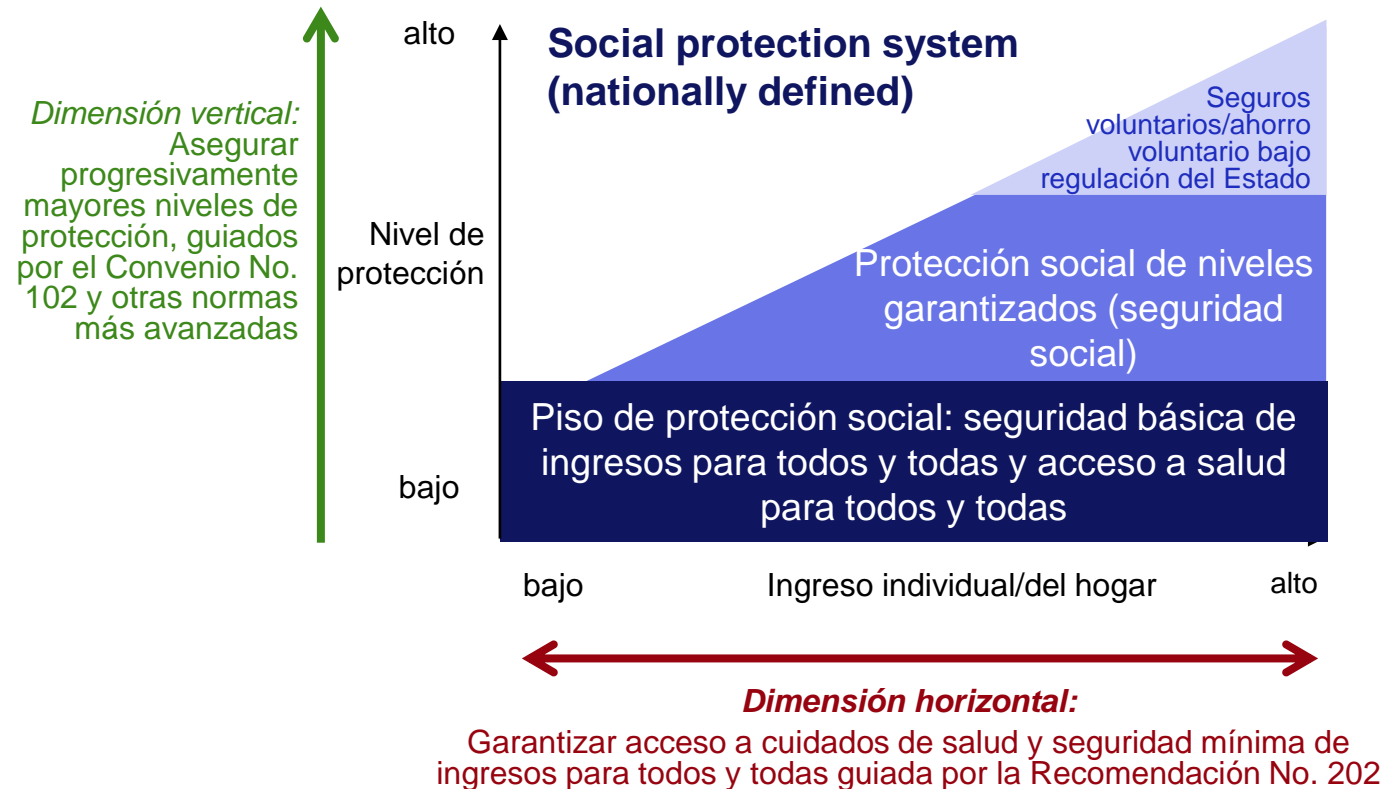 alto
Social protection system
(nationally defined)
Dimensión vertical:
Asegurar
progresivamente
mayores niveles de
protección, guiados
por el Convenio No.
102 y otras normas
más avanzadas
Nivel de
protección
Seguros
voluntarios/ahorro
voluntario bajo
regulación del Estado
Protección social de niveles
garantizados (seguridad
social)
Piso de protección social: seguridad básica de
ingresos para todos y todas y acceso a salud
para todos y todas
bajo
bajo
Ingreso individual/del hogar
alto
Dimensión horizontal:
Garantizar acceso a cuidados de salud y seguridad mínima de
ingresos para todos y todas guiada por la Recomendación No. 202